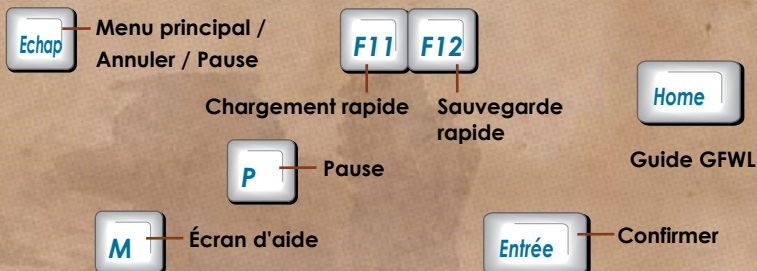 Echap
Menu principal /
Annuler / Pause
F11
F12
Chargement rapide
Sauvegarde
rapide
Home
Guide GFWL
P
Pause
M
Écran d'aide
Entrée
Confirmer